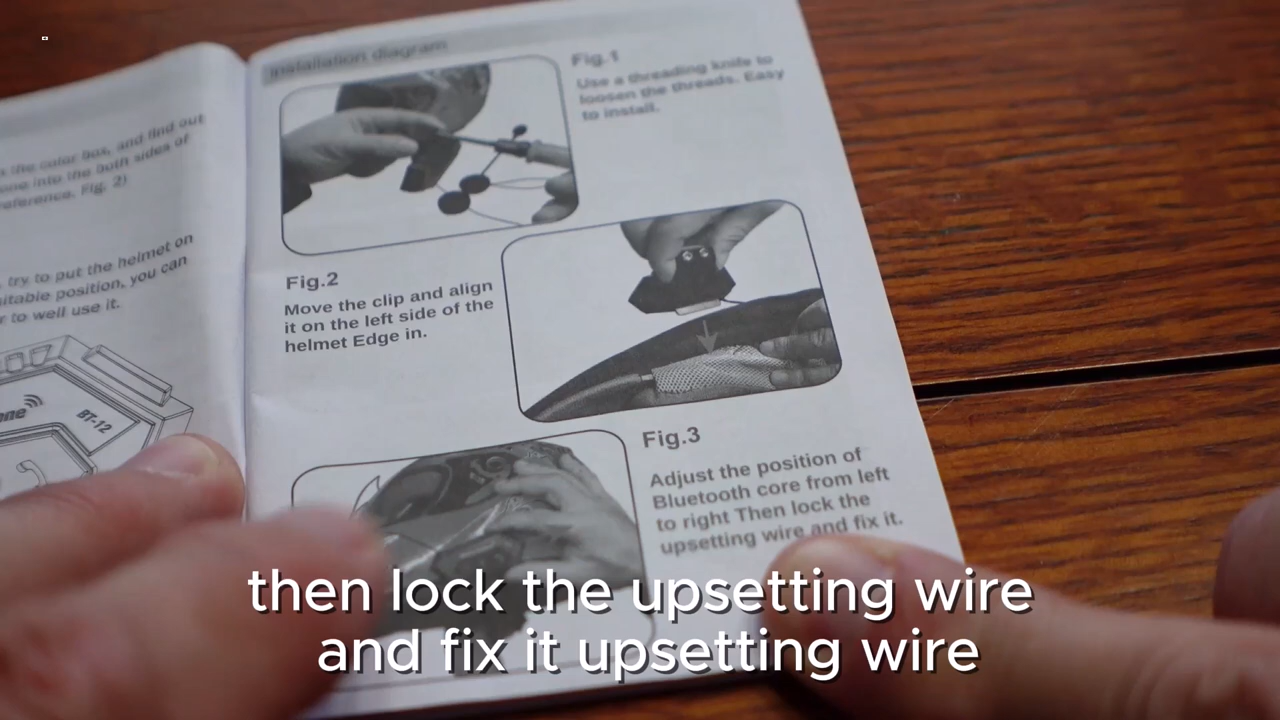 s the color box, and find out
one into the both sides of
reference. Fig. 2)
, try to put the helmet on
itable position, you can
r to well use it.
ne
BT-12
Installation diagram
Fig.1
Use a threading knife to
loosen the threads. Easy
to install.
Fig.2
Move the clip and align
it on the left side of the
helmet Edge in.
Fig.3
Adjust the position of
Bluetooth core from left
to right Then lock the
upsetting wire and fix it.
then lock the upsetting wire
and fix it upsetting wire